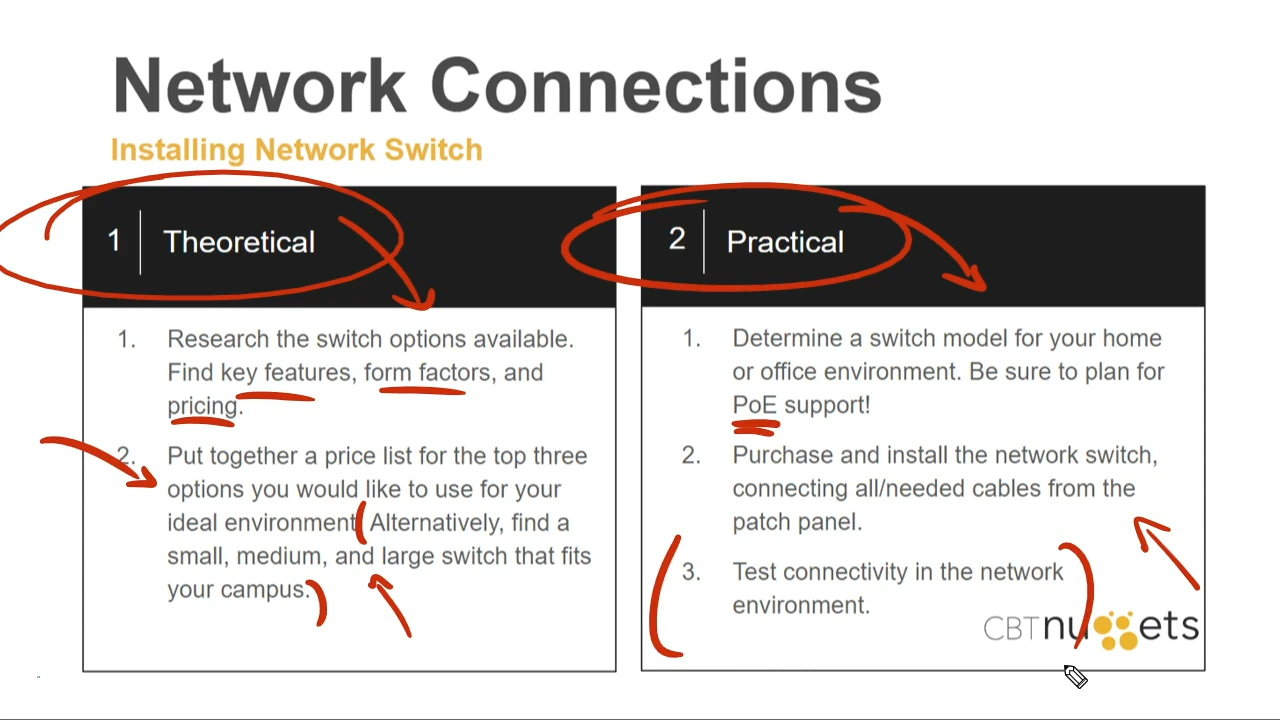 Network Connections
Installing Network Switch
1 Theoretical
1. Research the switch options available.
Find key features, form factors, and
pricing.
2. Put together a price list for the top three
options you would like to use for your
ideal environment. Alternatively, find a
small, medium, and large switch that fits
your campus.
2 Practical
1. Determine a switch model for your home
or office environment. Be sure to plan for
PoE support!
2. Purchase and install the network switch,
connecting all/needed cables from the
patch panel.
3. Test connectivity in the network
environment.
CBTnuggets